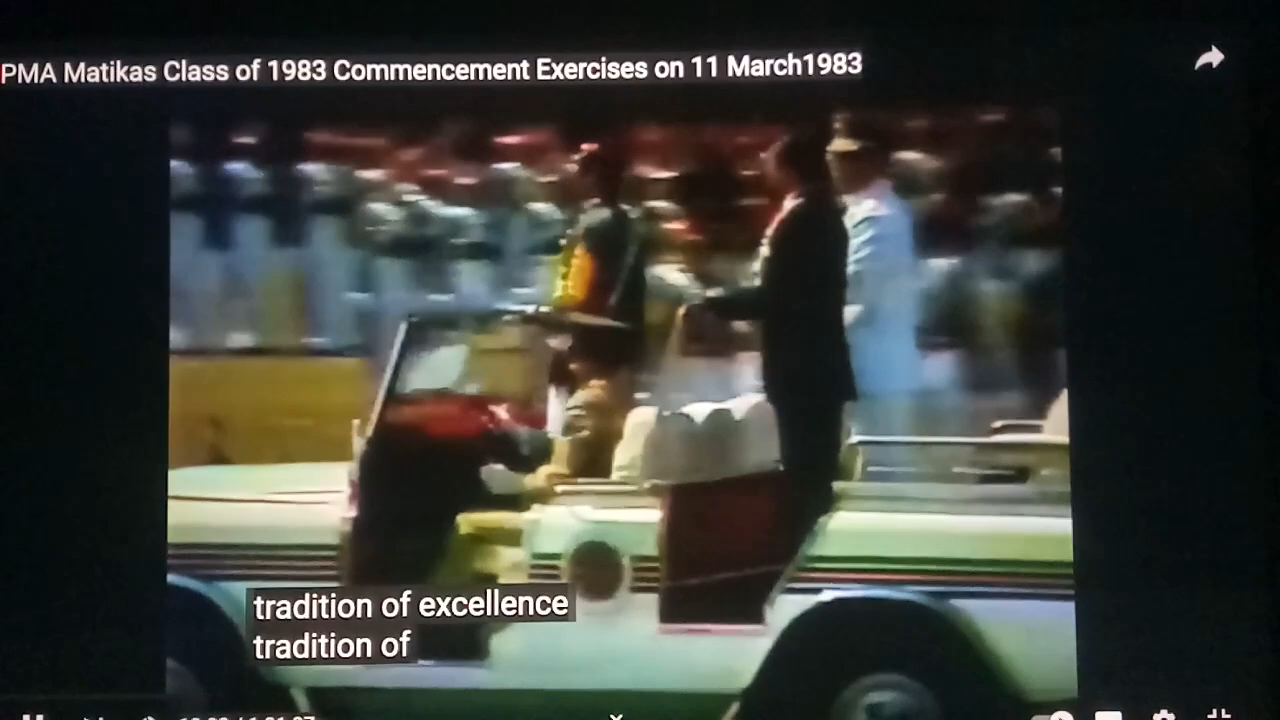 PMA Matikas Class of 1983 Commencement Exercises on 11 March1983
tradition of excellence
tradition of